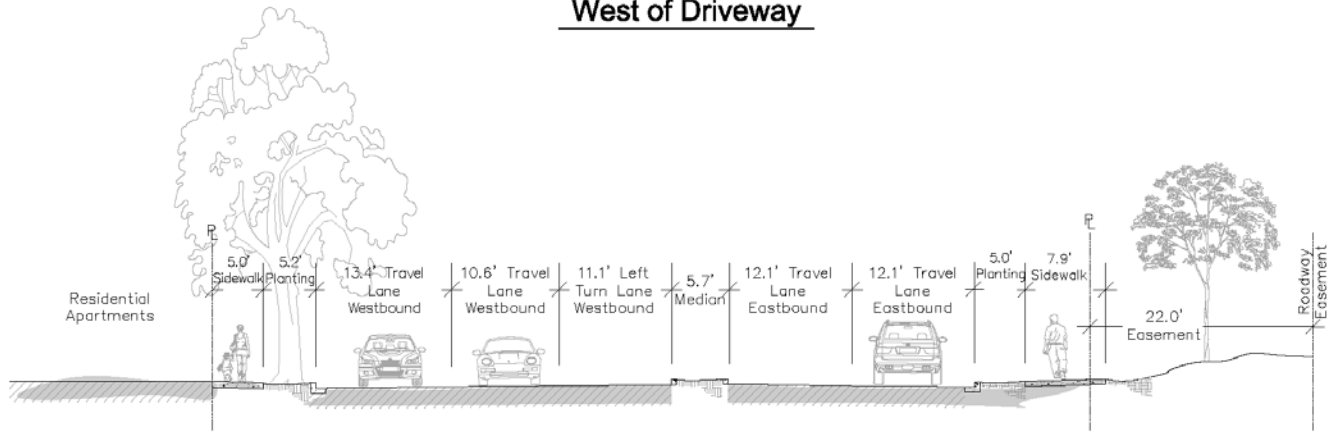 West of Driveway
PL
5.0'
Sidewalk
5.2'
Planting
13.4' Travel
Lane
Westbound
10.6' Travel
Lane
Westbound
11.1' Left
Turn Lane
Westbound
5.7'
Median
12.1' Travel
Lane
Eastbound
12.1' Travel
Lane
Eastbound
5.0'
Planting
7.9'
Sidewalk
PL
22.0'
Easement
Roadway
Easement
Residential
Apartments